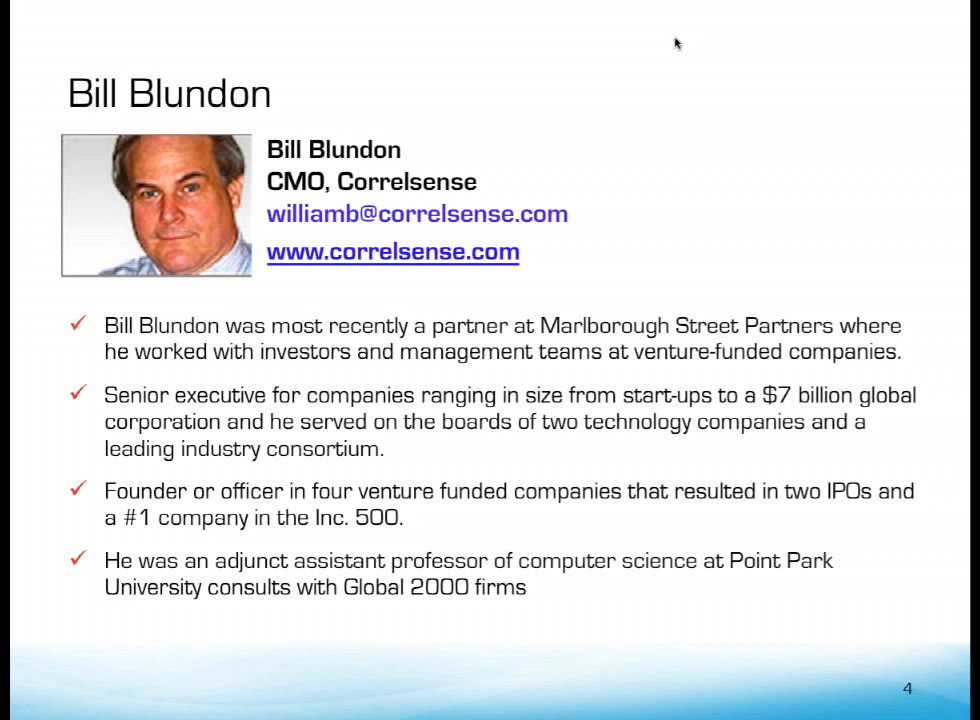 Bill Blundon
Bill Blundon
CMO, Correlsense
williamb@correlsense.com
www.correlsense.com
Bill Blundon was most recently a partner at Marlborough Street Partners where
he worked with investors and management teams at venture-funded companies.
Senior executive for companies ranging in size from start-ups to a $7 billion global
corporation and he served on the boards of two technology companies and a
leading industry consortium.
Founder or officer in four venture funded companies that resulted in two IPOs and
a #1 company in the Inc. 500.
He was an adjunct assistant professor of computer science at Point Park
University consults with Global 2000 firms
4